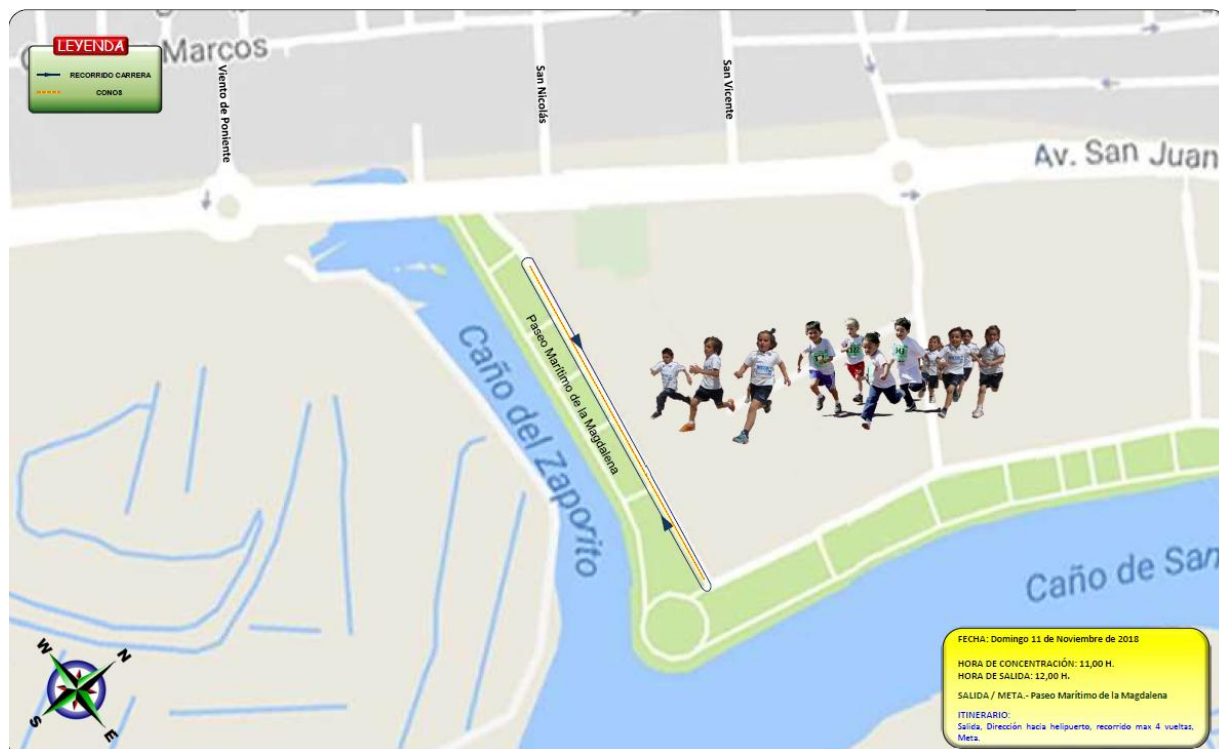 LEYENDA
RECORRIDO CARRERA
CONOS
Marcos
Viento de Poniente
San Nicolás
San Vicente
Av. San Juan
Paseo Marítimo de la Magdalena
Caño del Zaporito
Caño de San
W
N
S
E
FECHA: Domingo 11 de Noviembre de 2018
HORA DE CONCENTRACIÓN: 11,00 H.
HORA DE SALIDA: 12,00 H.
SALIDA / META.- Paseo Marítimo de la Magdalena
ITINERARIO:
Salida, Dirección hacia helipuerto, recorrido max 4 vueltas,
Meta.